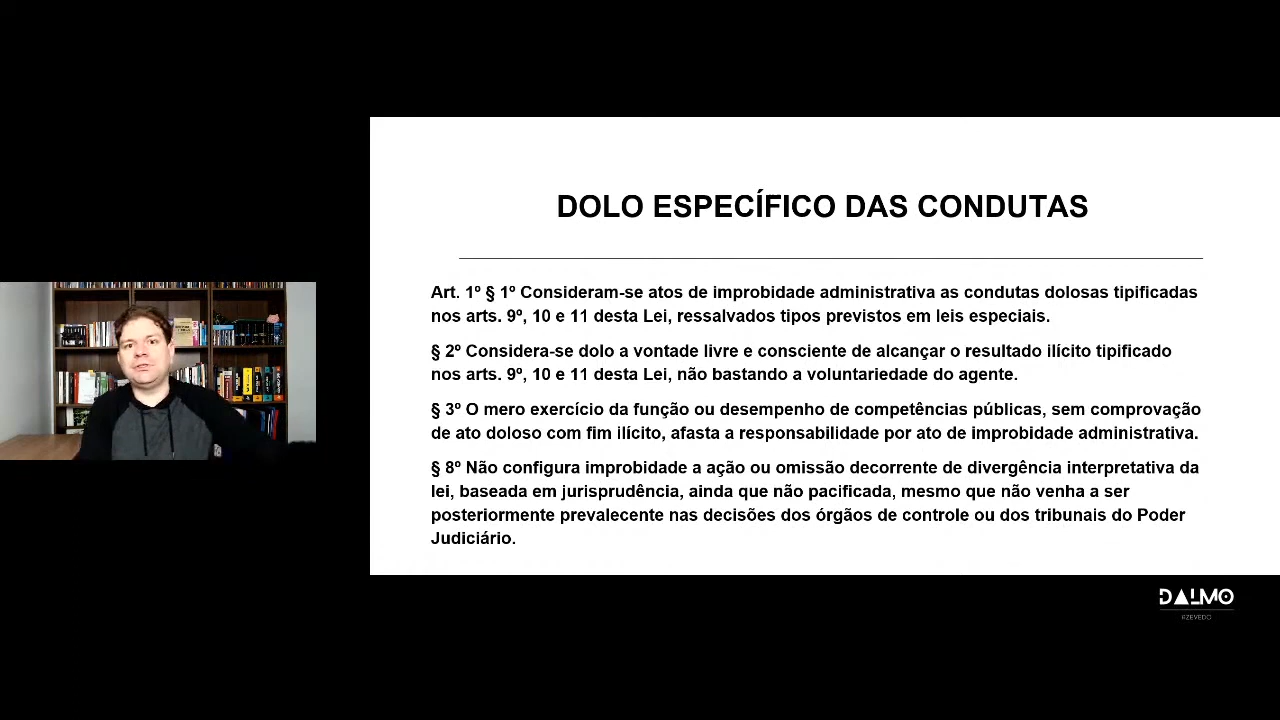 DOLO ESPECÍFICO DAS CONDUTAS
Art. 1º § 1º Consideram-se atos de improbidade administrativa as condutas dolosas tipificadas
nos arts. 9º, 10 e 11 desta Lei, ressalvados tipos previstos em leis especiais.
§ 2º Considera-se dolo a vontade livre e consciente de alcançar o resultado ilícito tipificado
nos arts. 9º, 10 e 11 desta Lei, não bastando a voluntariedade do agente.
§ 3º O mero exercício da função ou desempenho de competências públicas, sem comprovação
de ato doloso com fim ilícito, afasta a responsabilidade por ato de improbidade administrativa.
§ 8º Não configura improbidade a ação ou omissão decorrente de divergência interpretativa da
lei, baseada em jurisprudência, ainda que não pacificada, mesmo que não venha a ser
posteriormente prevalecente nas decisões dos órgãos de controle ou dos tribunais do Poder
Judiciário.
DALMO
AZEVEDO